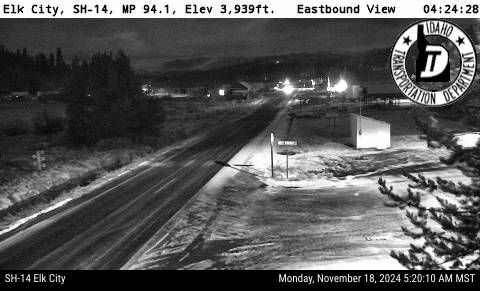 Elk City, SH-14, MP 94.1, Elev 3,939ft. Eastbound View 04:24:28
IDAHO
TRANSPORTATION DEPARTMENT
SH-14 Elk City Monday, November 18, 2024 5:20:10 AM MST